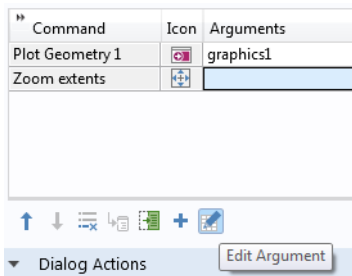 Command Icon Arguments
Plot Geometry 1 graphics1
Zoom extents
Edit Argument
Dialog Actions